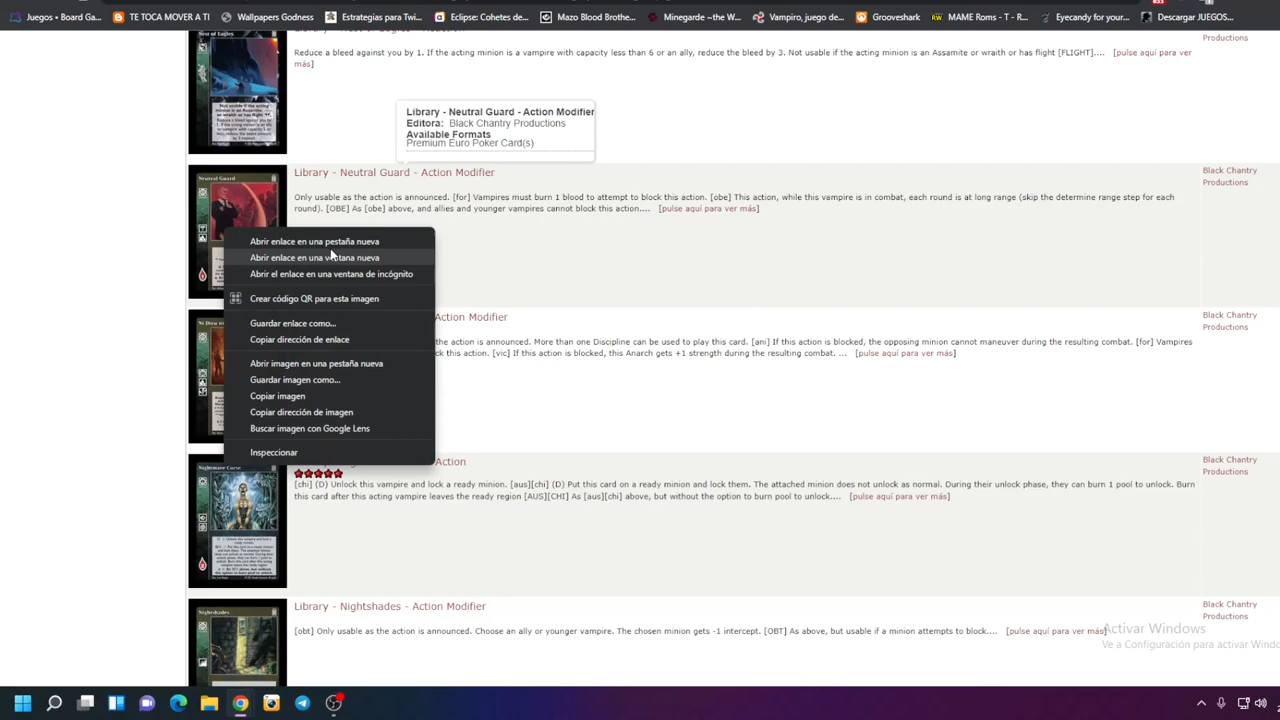 Juegos • Board Gam...
TE TOCA MOVER A TI
Wallpapers Godness
Estrategias para Twi...
Eclipse: Cometen de...
Mazo Blood Brothe...
Minegarde – the W...
Vampiro, juego de...
Grooveshark
MAME Roms - T - R...
Eyecandy for your...
Descargar JUEGOS...
Nest of Eagles
Productions
Reduce a bleed against you by 1. If the acting minion is a vampire with capacity less than 6 or an ally, reduce the bleed by 3. Not usable if the acting minion is an Assamite or wraith or has flight [FLIGHT].... [pulse aquí para ver
más]
Library - Neutral Guard - Action Modifier
Editora: Black Chantry Productions
Available Formats
Premium Euro Poker Card(s)
Neutral Guard
Library - Neutral Guard - Action Modifier
Black Chantry
Productions
Only usable as the action is announced. [for] Vampires must burn 1 blood to attempt to block this action. [obe] This action, while this vampire is in combat, each round is at long range (skip the determine range step for each
round). [OBE] As [obe] above, and allies and younger vampires cannot block this action.... [pulse aquí para ver más]
Abrir enlace en una pestaña nueva
Abrir enlace en una ventana nueva
Abrir el enlace en una ventana de incógnito
Crear código QR para esta imagen
Guardar enlace como...
Copiar dirección de enlace
Abrir imagen en una pestaña nueva
Guardar imagen como...
Copiar imagen
Copiar dirección de imagen
Buscar imagen con Google Lens
Inspeccionar
Action Modifier
Black Chantry
Productions
the action is announced. More than one Discipline can be used to play this card. [ani] If this action is blocked, the opposing minion cannot maneuver during the resulting combat. [for] Vampires
ck this action. [vic] If this action is blocked, this Anarch gets +1 strength during the resulting combat. ... [pulse aquí para ver más]
Nightmare Curse
Action
Black Chantry
Productions
[chi] (D) Unlock this vampire and lock a ready minion. [aus][chi] (D) Put this card on a ready minion and lock them. The attached minion does not unlock as normal. During their unlock phase, they can burn 1 pool to unlock. Burn
this card after this acting vampire leaves the ready region [AUS][CHI] As [aus][chi] above, but without the option to burn pool to unlock.... [pulse aquí para ver más]
Nightshades
Library - Nightshades - Action Modifier
Black Chantry
Productions
[obt] Only usable as the action is announced. Choose an ally or younger vampire. The chosen minion gets -1 intercept. [OBT] As above, but usable if a minion attempts to block.... [pulse aquí para ver más]
Activar Windows
Ve a Configuración para activar Wind